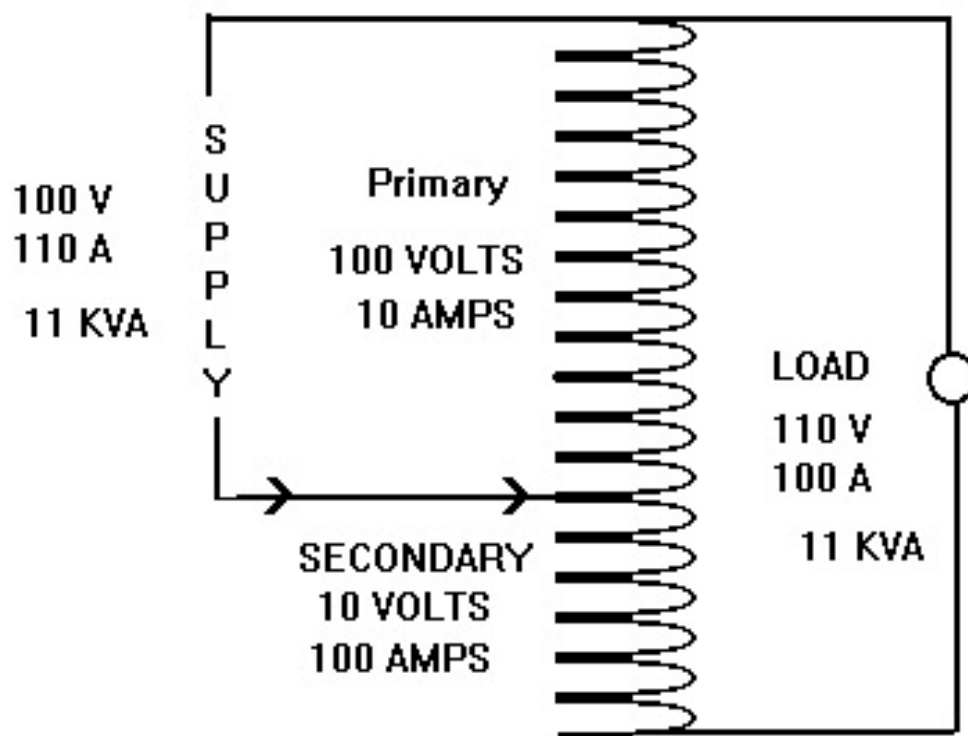 100 V
110 A
11 KVA
SUPPLY
Primary
100 VOLTS
10 AMPS
SECONDARY
10 VOLTS
100 AMPS
LOAD
110 V
100 A
11 KVA